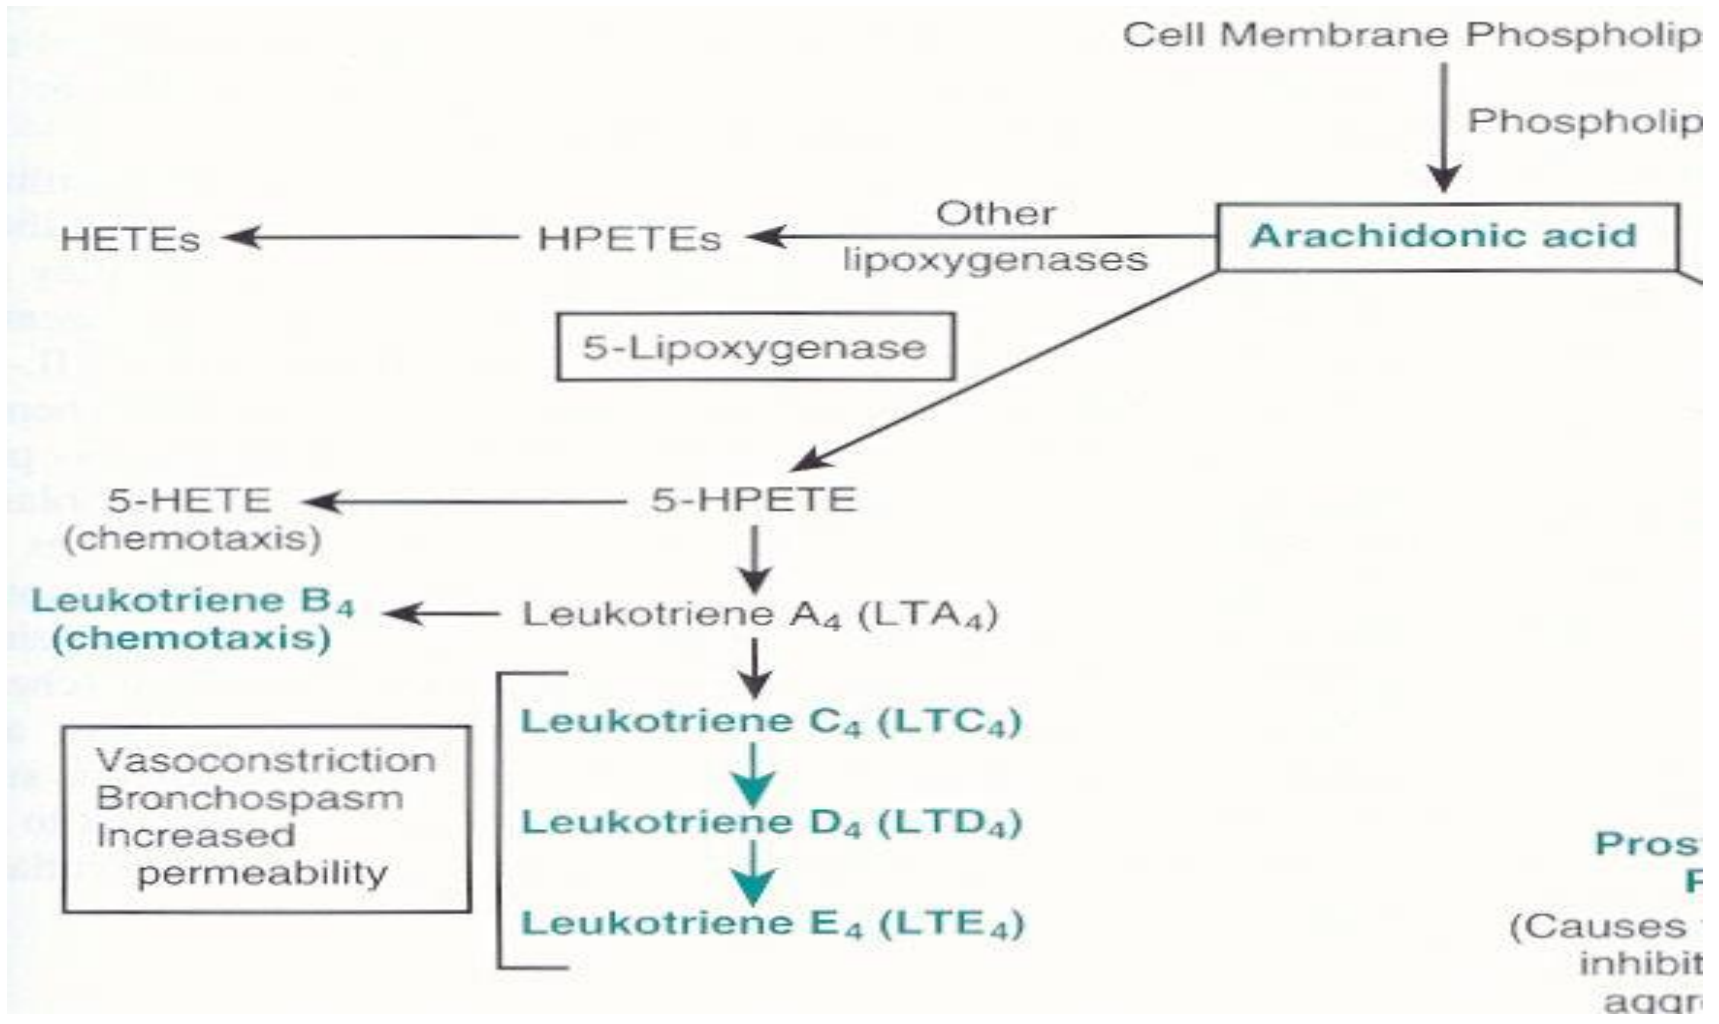 Cell Membrane Phospholip
Phospholip
Other
lipoxygenases
Arachidonic acid
HPETEs
HETEs
5-Lipoxygenase
5-HPETE
5-HETE
(chemotaxis)
Leukotriene A4 (LTA4)
Leukotriene B4
(chemotaxis)
Leukotriene C4 (LTC4)
Leukotriene D4 (LTD4)
Leukotriene E4 (LTE4)
Vasoconstriction
Bronchospasm
Increased
permeability
Pros
(Causes
inhibit
aggr